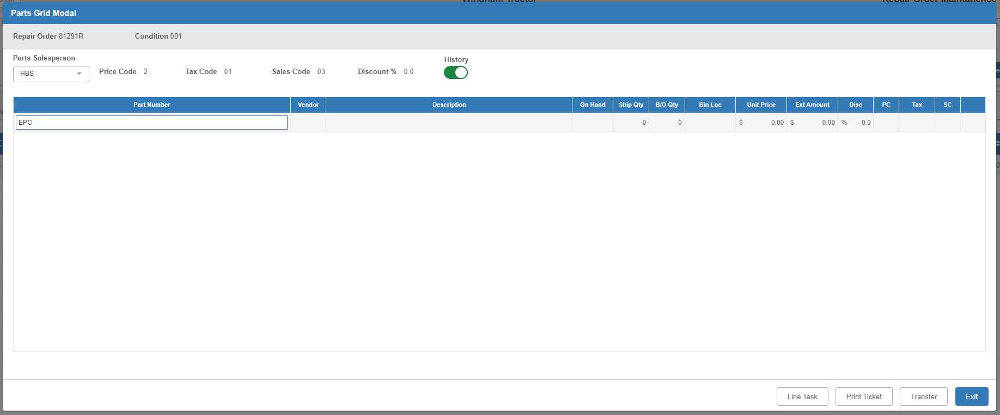 Parts Grid Modal
Repair Order 81291R Condition 001
Parts Salesperson
History
HBS Price Code 2 Tax Code 01 Sales Code 03 Discount % 0.0
Part Number Vendor Description On Hand Ship Qty B/O Qty Bin Loc Unit Price Ext Amount Disc PC Tax SC
EPC 0 0 $ 0.00 $ 0.00 % 0.0
Line Task Print Ticket Transfer Exit